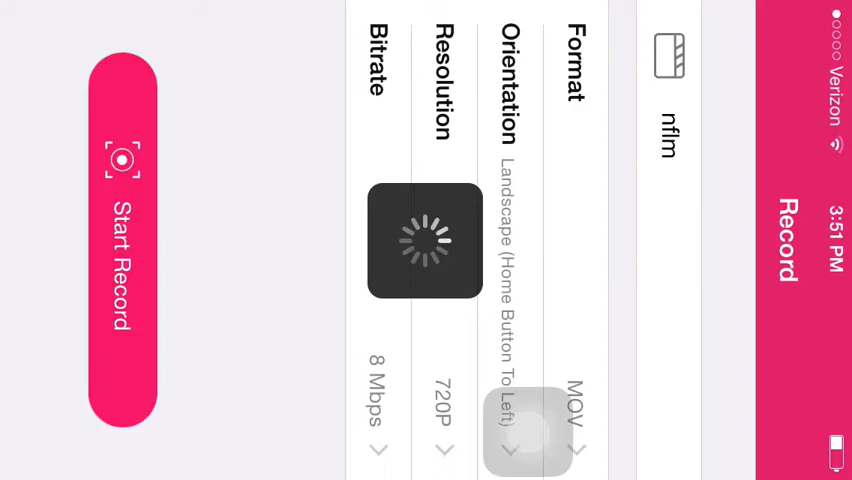 Verizon 3:51 PM
Record
nflm
Format MOV
Orientation Landscape (Home Button To Left)
Resolution 720P
Bitrate 8 Mbps
Start Record